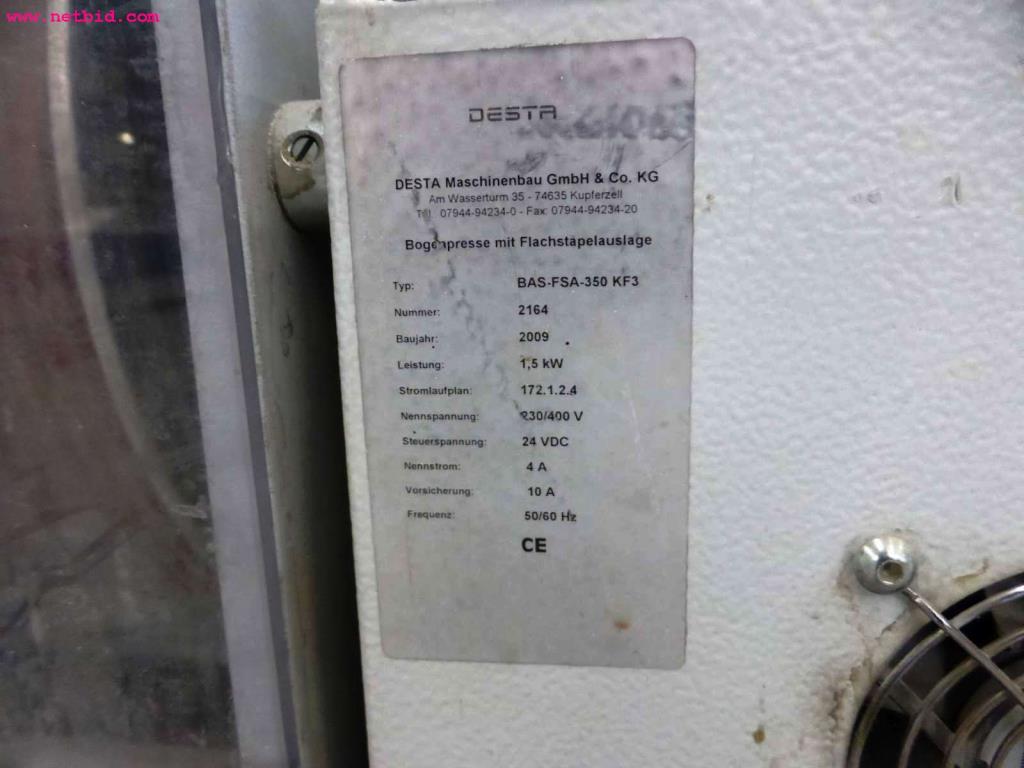 www.netbid.com
DESTA
DESTA Maschinenbau GmbH & Co. KG
Am Wasserturm 35 - 74635 Kupferzell
Tel. 07944-94234-0 - Fax: 07944-94234-20
Bogenpresse mit Flachstapelauslage
Typ: BAS-FSA-350 KF3
Nummer: 2164
Baujahr: 2009
Leistung: 1,5 kW
Stromlaufplan: 172.1.2.4
Nennspannung: 230/400 V
Steuerspannung: 24 VDC
Nennstrom: 4 A
Vorsicherung: 10 A
Frequenz: 50/60 Hz
CE